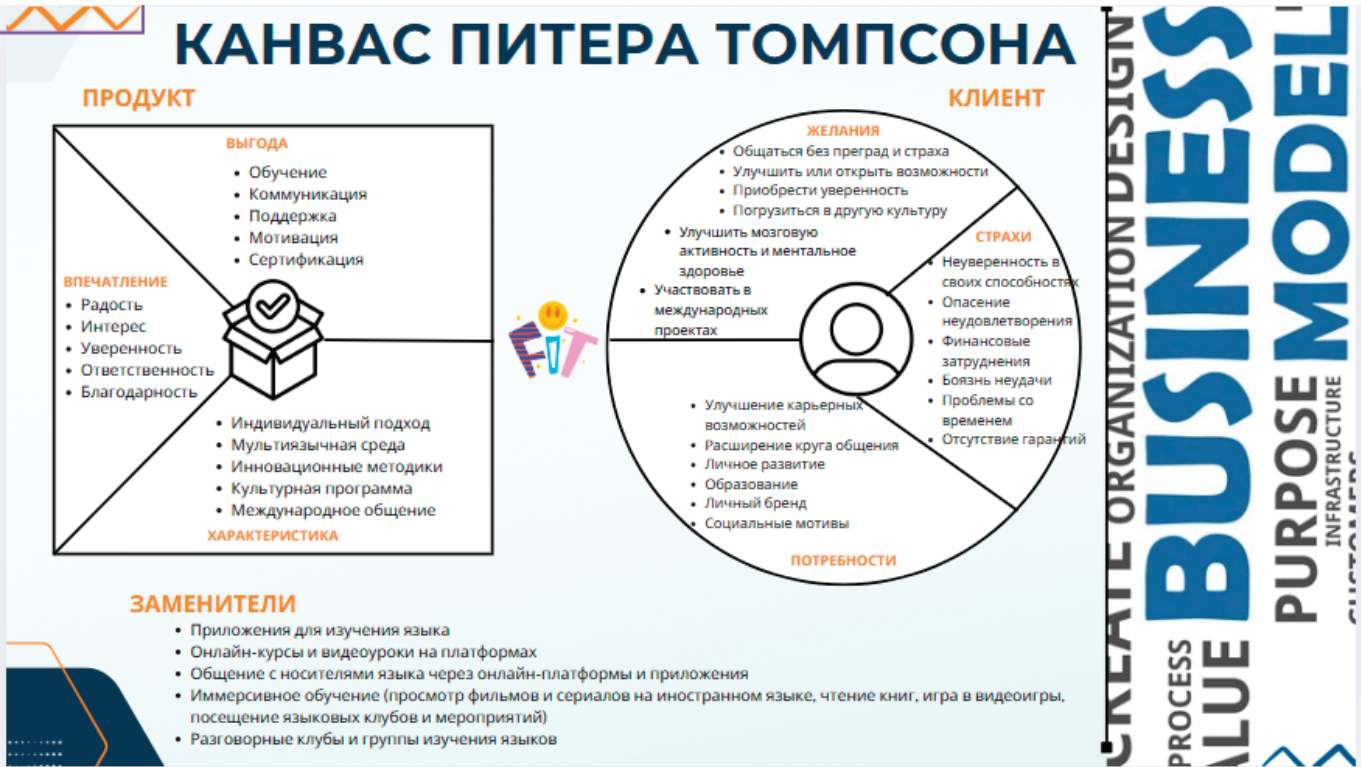 КАНВАС ПИТЕРА ТОМПСОНА
ПРОДУКТ
ВЫГОДА
• Обучение
• Коммуникация
• Поддержка
• Мотивация
• Сертификация
ВПЕЧАТЛЕНИЕ
• Радость
• Интерес
• Уверенность
• Ответственность
• Благодарность
• Индивидуальный подход
• Мультиязычная среда
• Инновационные методики
• Культурная программа
• Международное общение
ХАРАКТЕРИСТИКА
FiT
КЛИЕНТ
ЖЕЛАНИЯ
• Общаться без преград и страха
• Улучшить или открыть возможности
• Приобрести уверенность
• Погрузиться в другую культуру
• Улучшить мозговую
активность и ментальное
здоровье
• Участвовать в
международных
проектах
СТРАХИ
• Неуверенность в
своих способностях
• Опасение
неудовлетворения
• Финансовые
затруднения
• Боязнь неудачи
• Проблемы со
временем
• Отсутствие гарантий
• Улучшение карьерных
возможностей
• Расширение круга общения
• Личное развитие
• Образование
• Личный бренд
• Социальные мотивы
ПОТРЕБНОСТИ
ЗАМЕНИТЕЛИ
• Приложения для изучения языка
• Онлайн-курсы и видеоуроки на платформах
• Общение с носителями языка через онлайн-платформы и приложения
• Иммерсивное обучение (просмотр фильмов и сериалов на иностранном языке, чтение книг, игра в видеоигры,
посещение языковых клубов и мероприятий)
• Разговорные клубы и группы изучения языков
CREATE ORGANIZATION DESIGN
BUSINESS
MODEL
PURPOSE
INFRASTRUCTURE
PROCESS